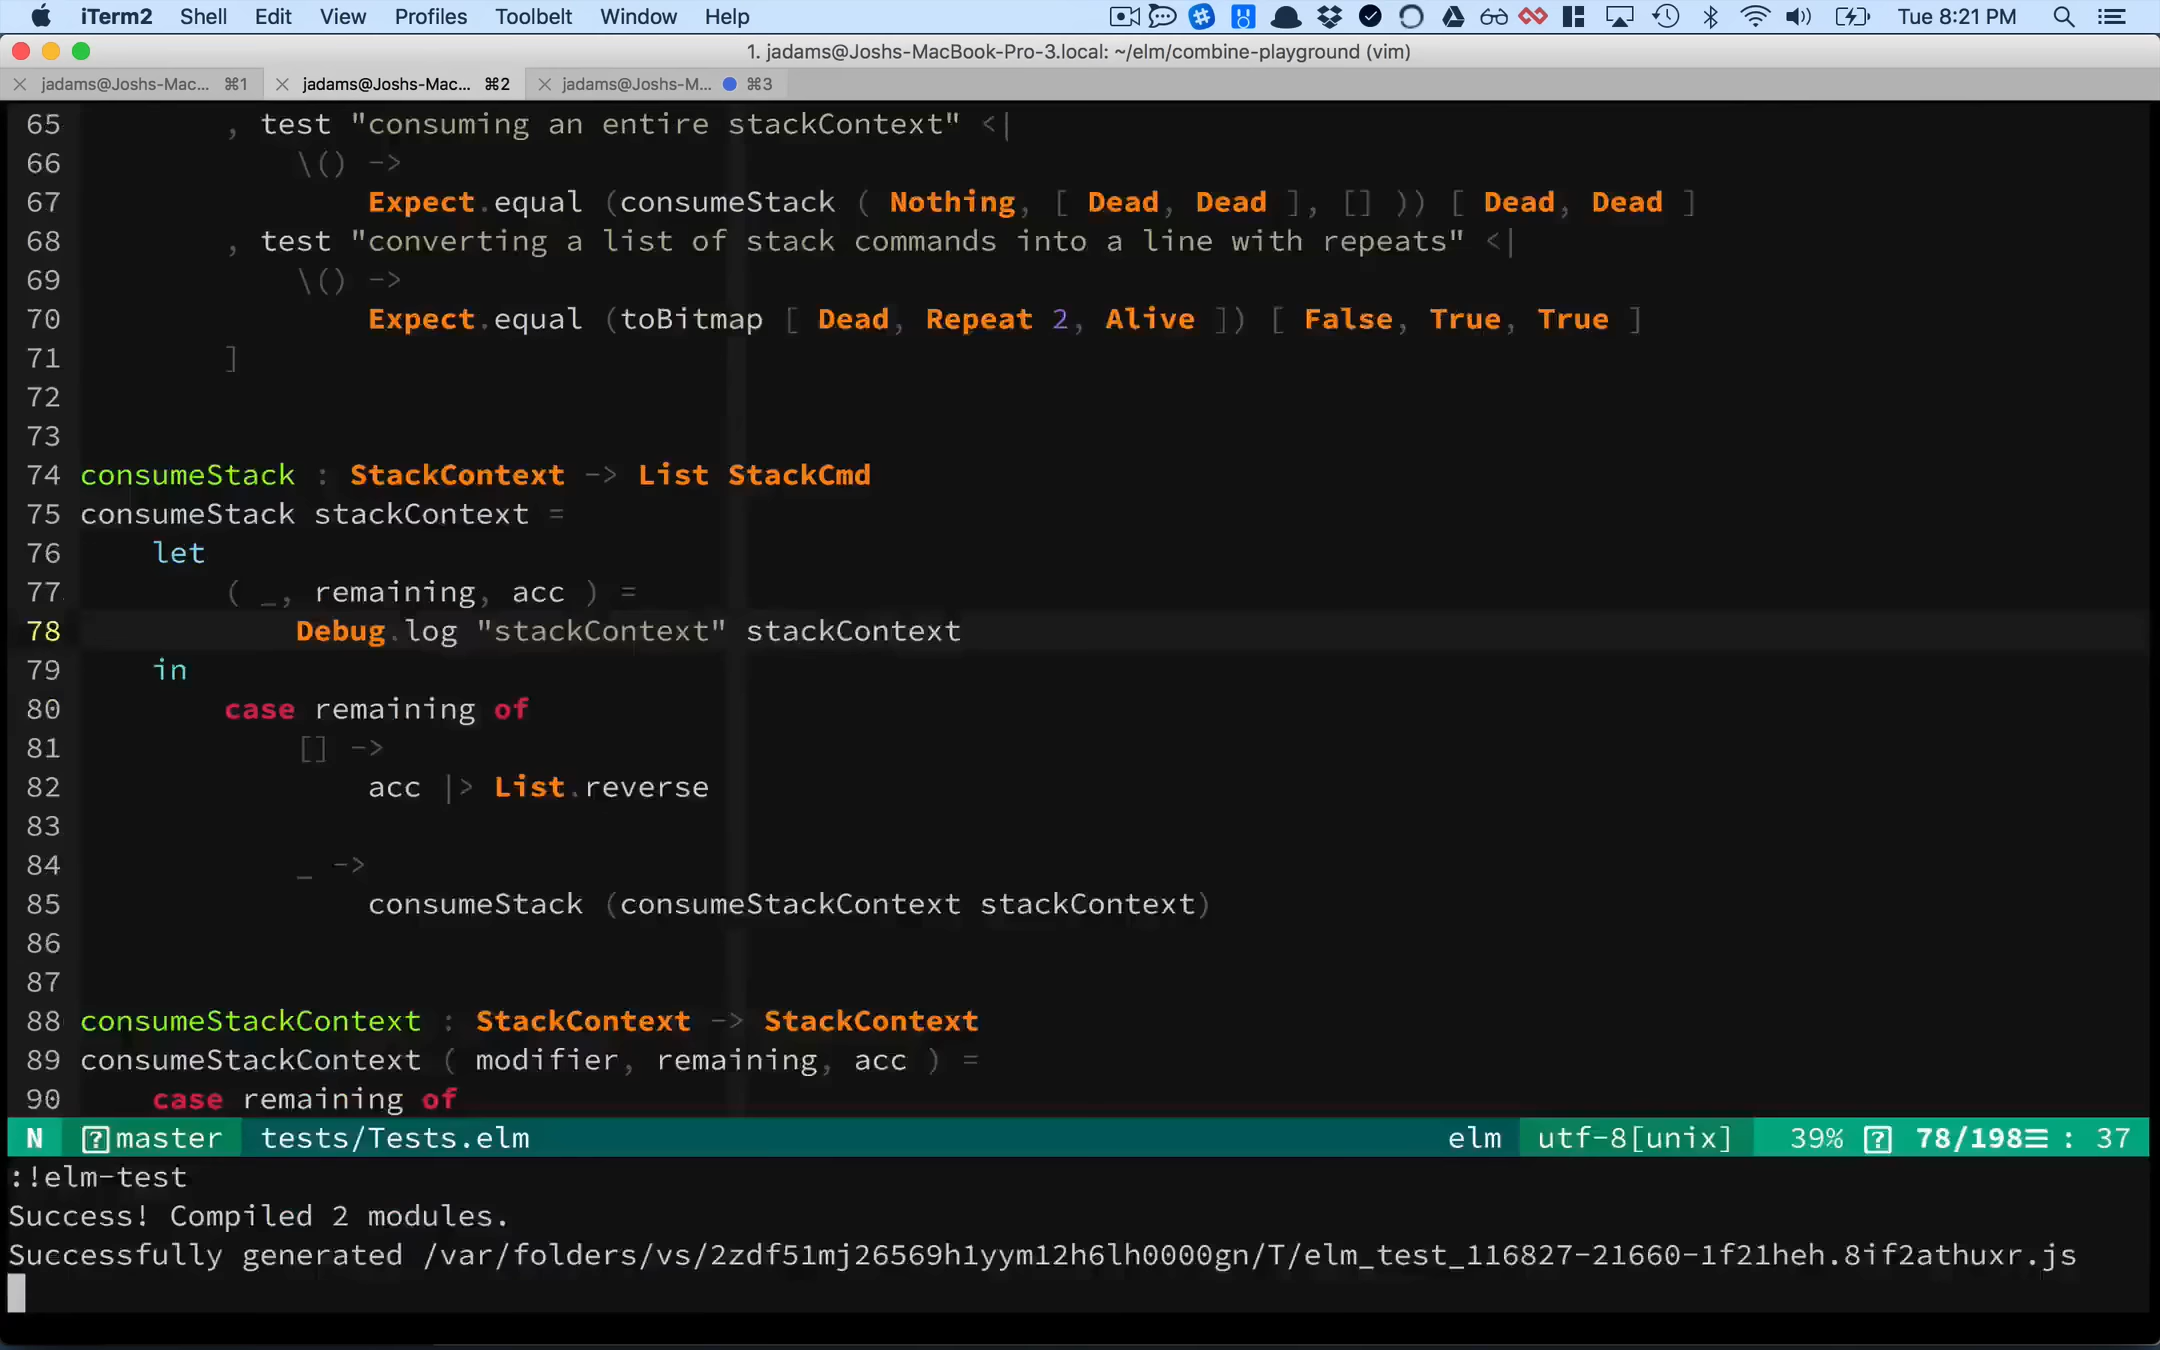 iTerm2 Shell Edit View Profiles Toolbelt Window Help Tue 8:21 PM
1. jadams@Joshs-MacBook-Pro-3.local: ~/elm/combine-playground (vim)
jadams@Joshs-Mac... ⌘1 jadams@Joshs-Mac... ⌘2 jadams@Joshs-M... ⌘3
65 , test "consuming an entire stackContext" <|
66 \() ->
67 Expect.equal (consumeStack ( Nothing, [ Dead, Dead ], [] )) [ Dead, Dead ]
68 , test "converting a list of stack commands into a line with repeats" <|
69 \() ->
70 Expect.equal (toBitmap [ Dead, Repeat 2, Alive ]) [ False, True, True ]
71 ]
72
73
74 consumeStack : StackContext -> List StackCmd
75 consumeStack stackContext =
76 let
77 ( _, remaining, acc ) =
78 Debug.log "stackContext" stackContext
79 in
80 case remaining of
81 [] ->
82 acc |> List.reverse
83
84 _ ->
85 consumeStack (consumeStackContext stackContext)
86
87
88 consumeStackContext : StackContext -> StackContext
89 consumeStackContext ( modifier, remaining, acc ) =
90 case remaining of
N [?] master tests/Tests.elm elm utf-8[unix] 39% [?] 78/198☰ : 37
:!elm-test
Success! Compiled 2 modules.
Successfully generated /var/folders/vs/2zdf51mj26569h1yym12h6lh0000gn/T/elm_test_116827-21660-1f21heh.8if2athuxr.js